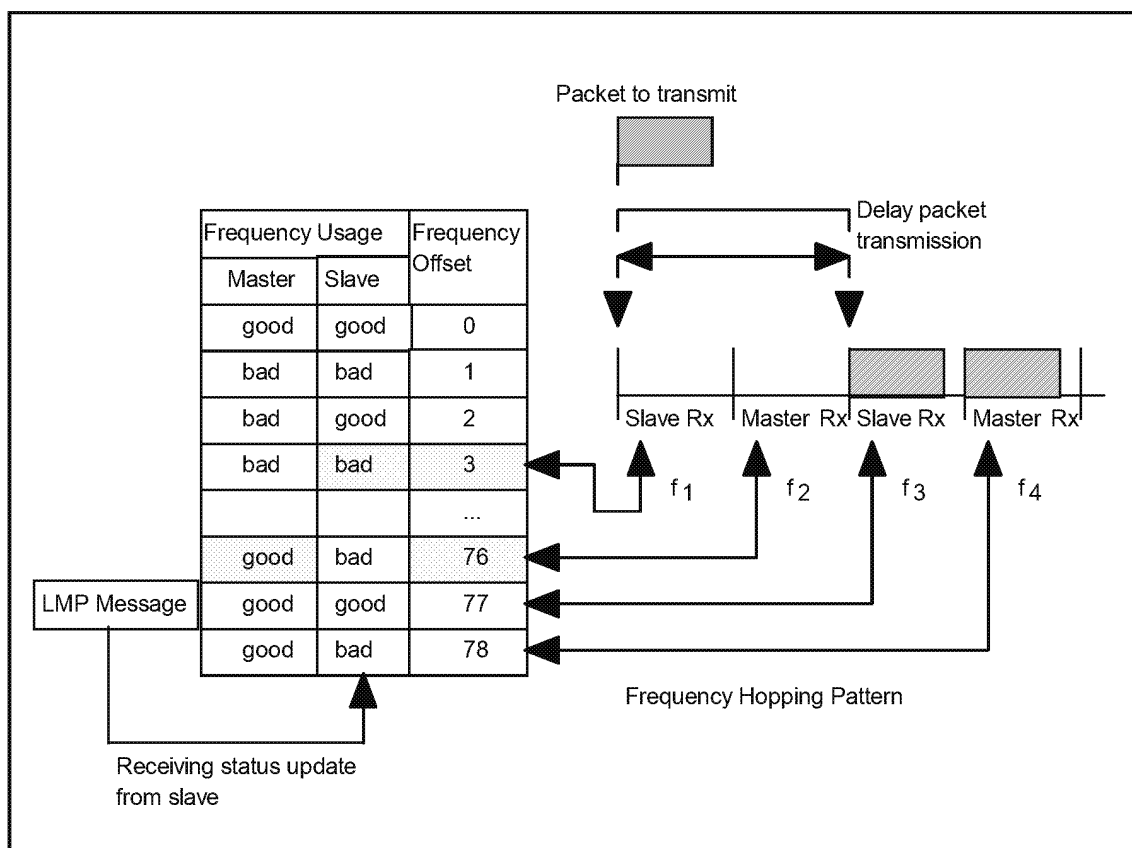 Packet to transmit
Delay packet
transmission
Frequency Usage Frequency
Offset
Master Slave
good good 0
bad bad 1
bad good 2
bad bad 3
...
good bad 76
good good 77
good bad 78
Slave Rx Master Rx Slave Rx Master Rx
f1 f2 f3 f4
LMP Message
Frequency Hopping Pattern
Receiving status update
from slave